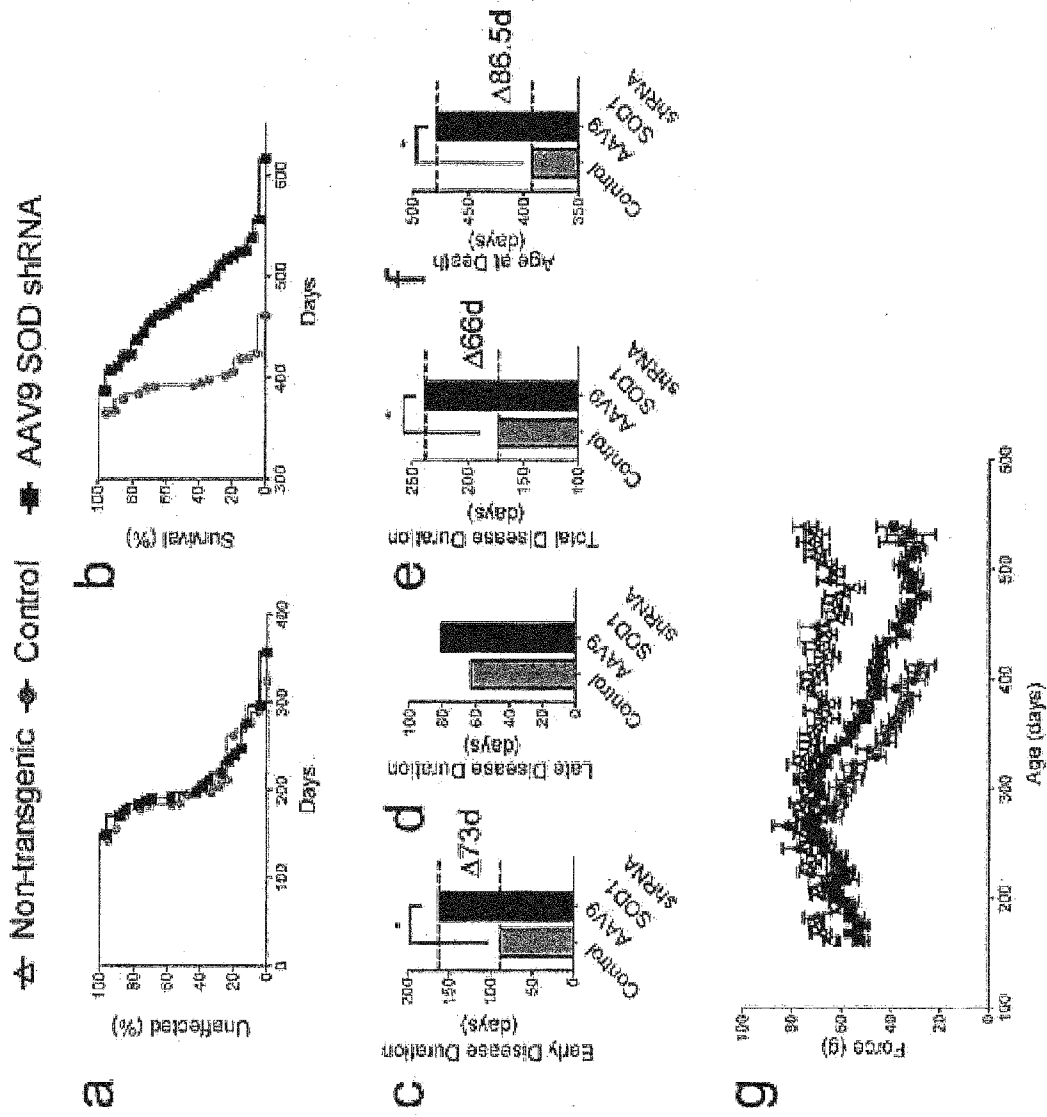 Non-transgenic Control AAV9 SOD shRNA
a
Unaffected (%)
100
80
60
40
20
0
0 100 200 300 400
Days
b
Survival (%)
100
80
60
40
20
0
300 400 500 600
Days
c
Early Disease Duration
(days)
200
150
100
50
0
Δ73d
*
Control
AAV9
SOD1
shRNA
d
Late Disease Duration
(days)
100
80
60
40
20
0
Control
AAV9
SOD1
shRNA
e
Total Disease Duration
(days)
250
200
150
100
Δ66d
*
Control
AAV9
SOD1
shRNA
f
Age at Death
(days)
500
450
400
350
Δ86.5d
*
Control
AAV9
SOD1
shRNA
g
Force (g)
100
80
60
40
20
0
100 200 300 400 500 600
Age (days)